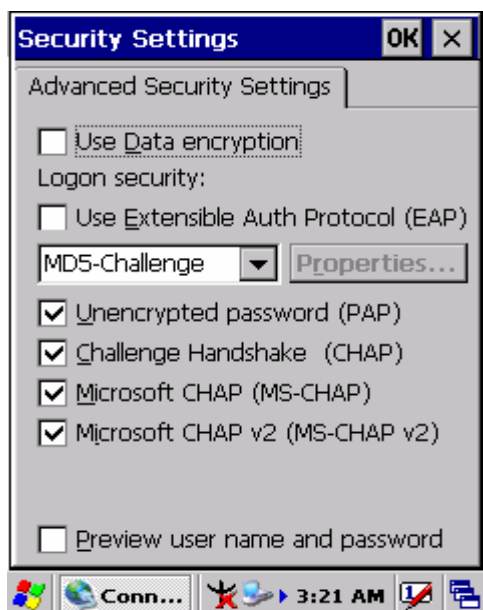 Security Settings OK ×
Advanced Security Settings
Use Data encryption
Logon security:
Use Extensible Auth Protocol (EAP)
MD5-Challenge Properties...
Unencrypted password (PAP)
Challenge Handshake (CHAP)
Microsoft CHAP (MS-CHAP)
Microsoft CHAP v2 (MS-CHAP v2)
Preview user name and password
Conn... 3:21 AM